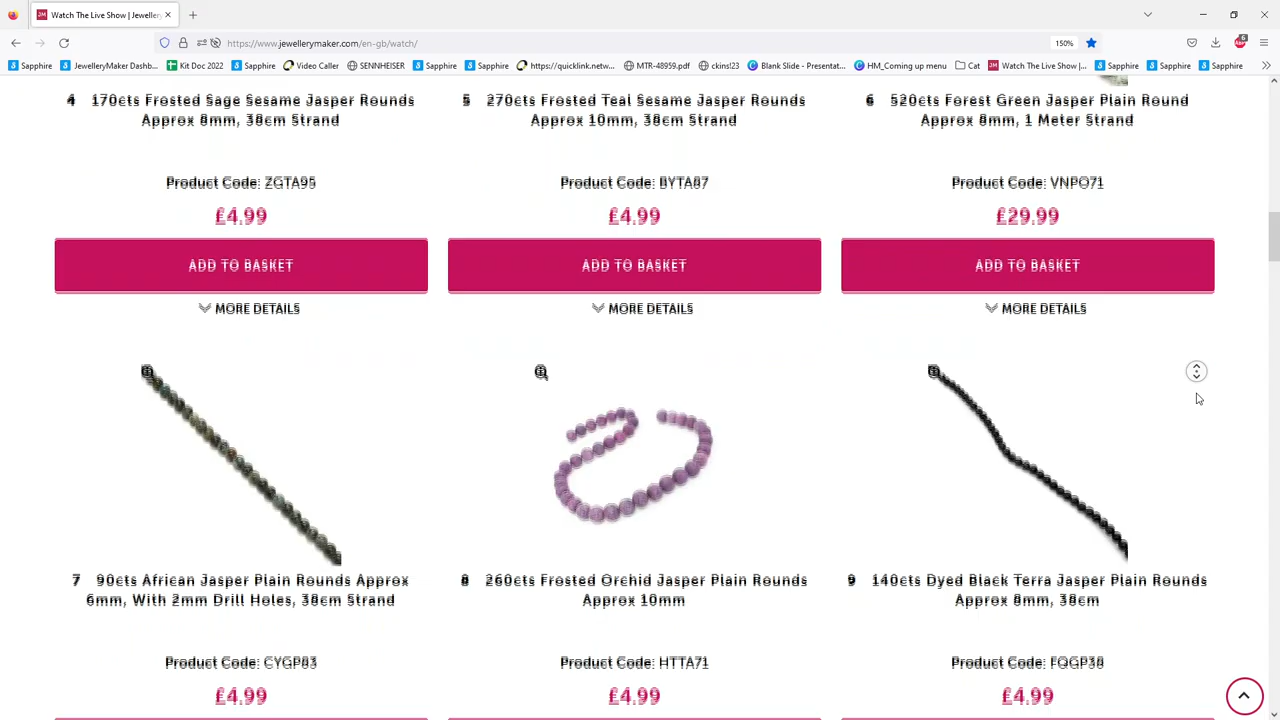 Watch The Live Show | Jeweller
https://www.jewellerymaker.com/en-gb/watch/
150%
6
Sapphire
JewelleryMaker Dashb...
Kit Doc 2022
Sapphire
Video Caller
SENNHEISER
Sapphire
Sapphire
https://quicklink.netw...
MTR-48959.pdf
ckins!23
Blank Slide - Presentat...
HM_Coming up menu
Cat
Watch The Live Show |...
Sapphire
Sapphire
Sapphire
4 170cts Frosted Sage Sesame Jasper Rounds
Approx 8mm, 38cm Strand
Product Code: ZGTA95
£4.99
ADD TO BASKET
MORE DETAILS
5 270cts Frosted Teal Sesame Jasper Rounds
Approx 10mm, 38cm Strand
Product Code: BYTA87
£4.99
ADD TO BASKET
MORE DETAILS
6 520cts Forest Green Jasper Plain Round
Approx 8mm, 1 Meter Strand
Product Code: VNPO71
£29.99
ADD TO BASKET
MORE DETAILS
7 90cts African Jasper Plain Rounds Approx
6mm, With 2mm Drill Holes, 38cm Strand
Product Code: CYGP83
£4.99
8 260cts Frosted Orchid Jasper Plain Rounds
Approx 10mm
Product Code: HTTA71
£4.99
9 140cts Dyed Black Terra Jasper Plain Rounds
Approx 8mm, 38cm
Product Code: FQGP38
£4.99